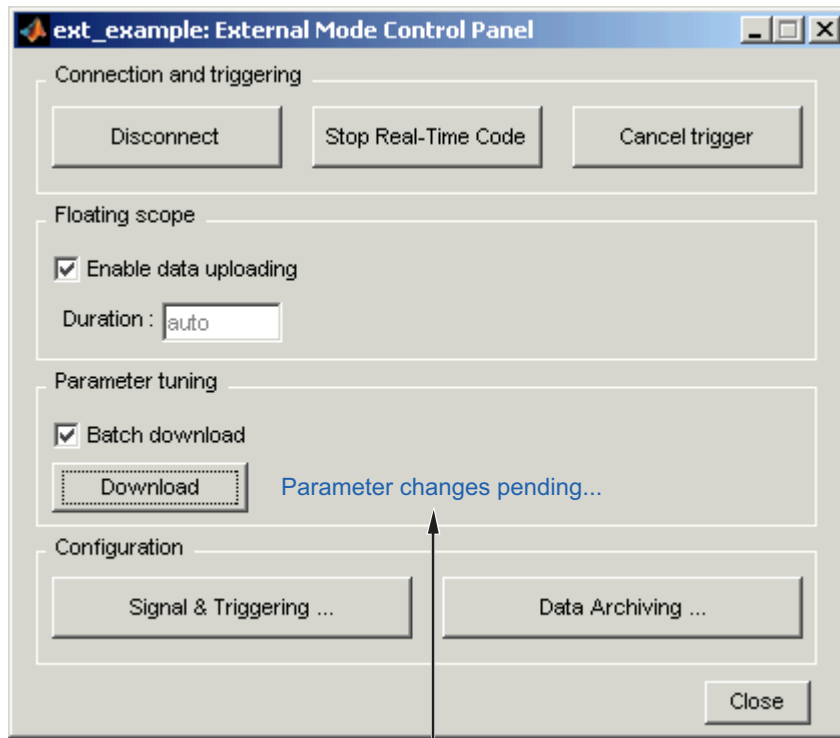 ext_example: External Mode Control Panel
Connection and triggering
Disconnect
Stop Real-Time Code
Cancel trigger
Floating scope
Enable data uploading
Duration : auto
Parameter tuning
Batch download
Download Parameter changes pending...
Configuration
Signal & Triggering ...
Data Archiving ...
Close